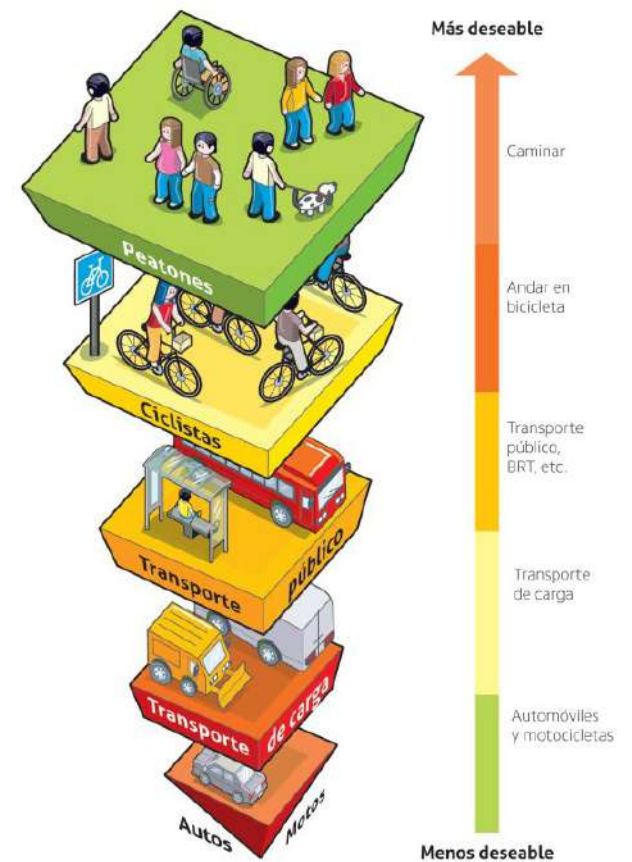 Más deseable
Caminar
Peatones
Andar en
bicicleta
Ciclistas
Transporte
público,
BRT, etc.
Transporte público
Transporte
de carga
Transporte de carga
Automóviles
y motocicletas
Autos Motos
Menos deseable